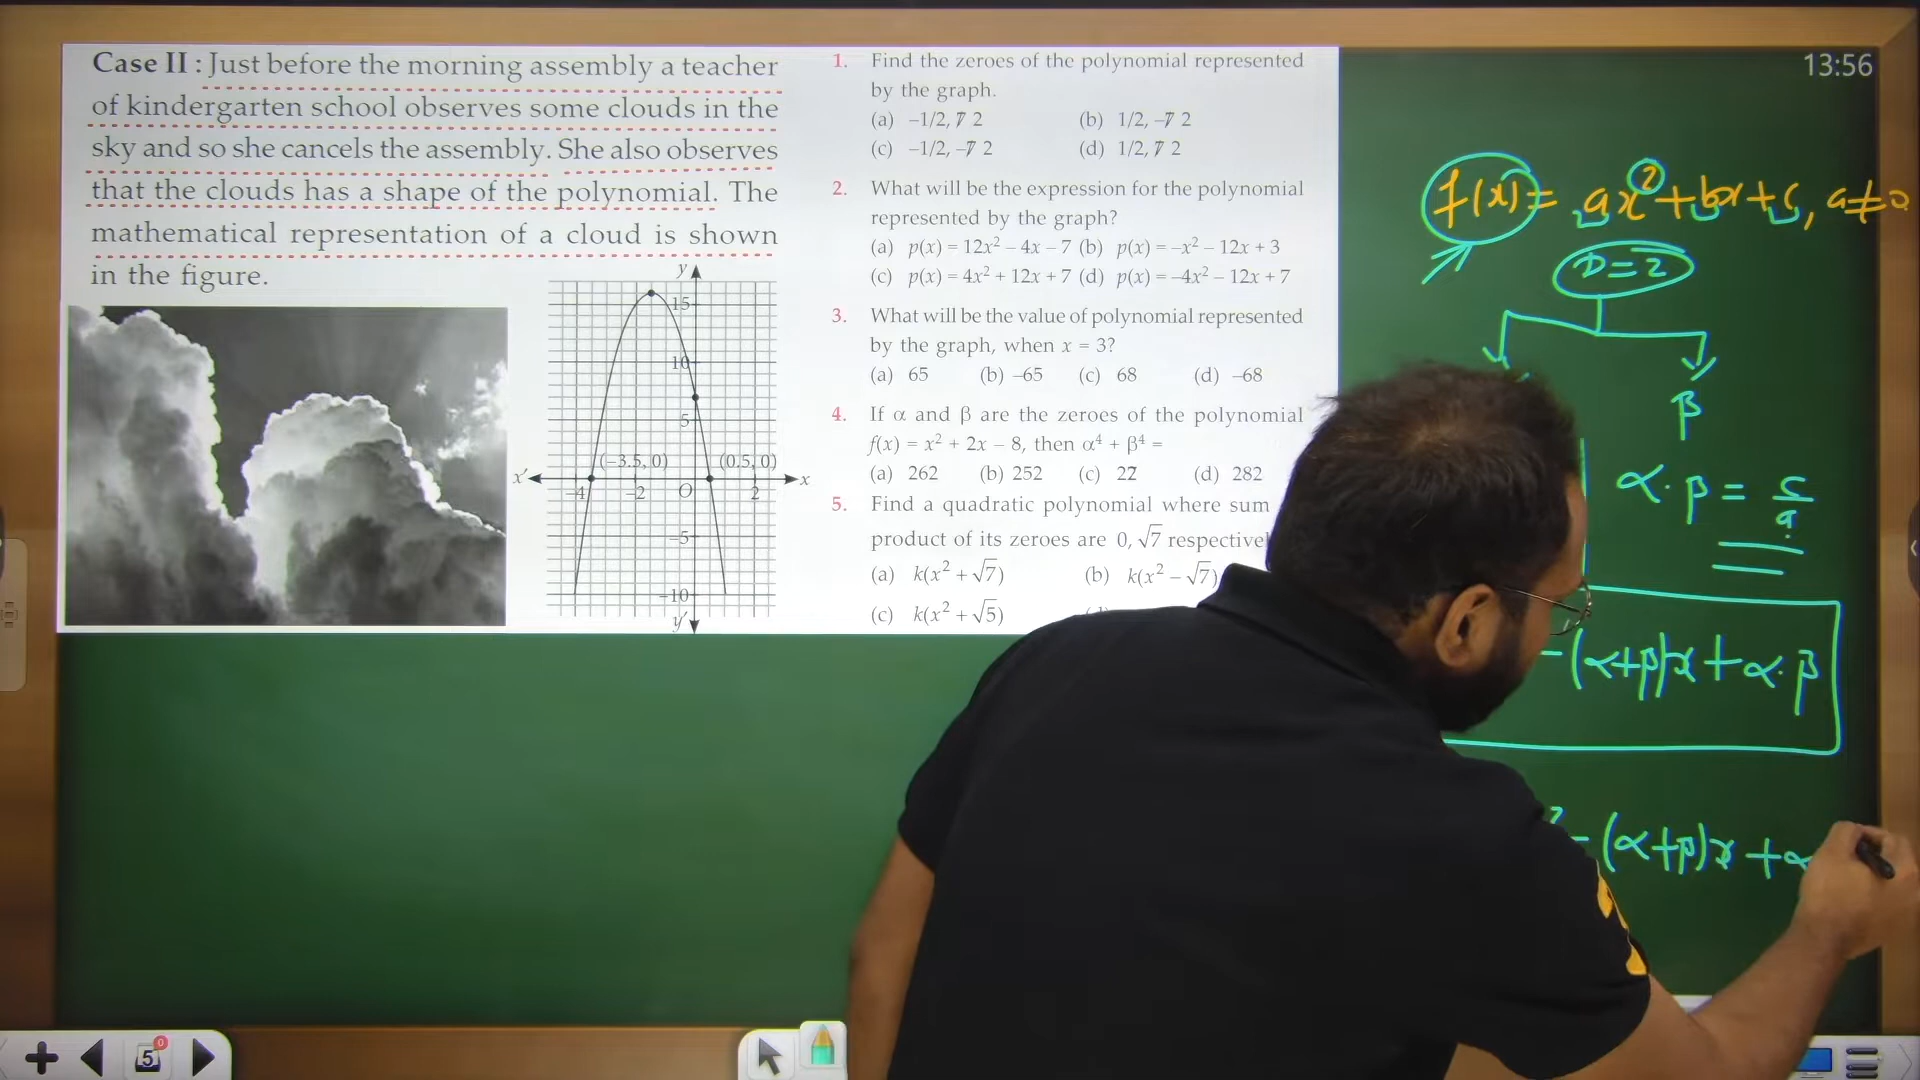 Case II : Just before the morning assembly a teacher
of kindergarten school observes some clouds in the
sky and so she cancels the assembly. She also observes
that the clouds has a shape of the polynomial. The
mathematical representation of a cloud is shown
in the figure.
y
15
10
5
(–3.5, 0)
(0.5, 0)
x′
–4
–2
O
2
x
–5
–10
y′
1. Find the zeroes of the polynomial represented
by the graph.
(a) –1/2, 7 2 (b) 1/2, –7 2
(c) –1/2, –7 2 (d) 1/2, 7 2
2. What will be the expression for the polynomial
represented by the graph?
(a) p(x) = 12x² – 4x – 7 (b) p(x) = –x² – 12x + 3
(c) p(x) = 4x² + 12x + 7 (d) p(x) = –4x² – 12x + 7
3. What will be the value of polynomial represented
by the graph, when x = 3?
(a) 65 (b) –65 (c) 68 (d) –68
4. If α and β are the zeroes of the polynomial
f(x) = x² + 2x – 8, then α⁴ + β⁴ =
(a) 262 (b) 252 (c) 22 (d) 282
5. Find a quadratic polynomial where sum
product of its zeroes are 0, √7
(a) k(x² + √7) (b) k(x² – √7)
(c) k(x² + √5)
13:56
f(x) = ax² + bx + c, a ≠ 0
D = 2
β
α . β = c/a
– (α+β)x + α . β
² – (α+β)x + α
5
0